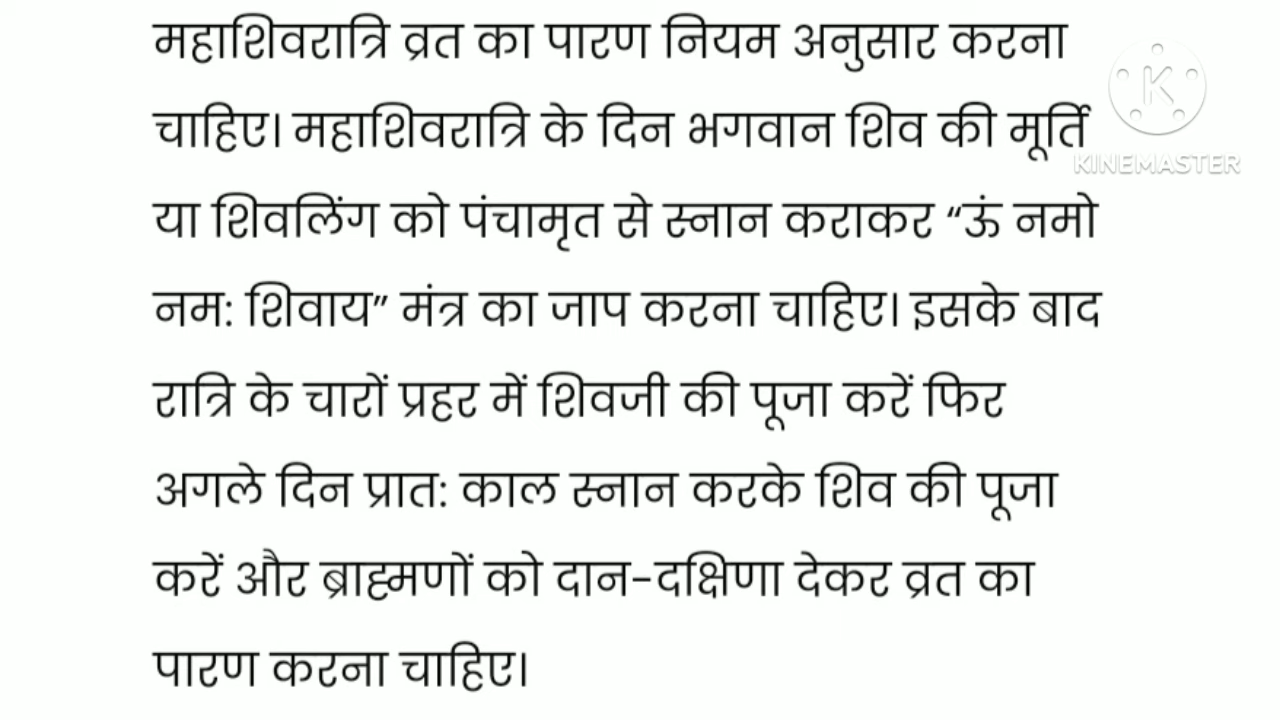 महाशिवरात्रि व्रत का पारण नियम अनुसार करना
चाहिए। महाशिवरात्रि के दिन भगवान शिव की मूर्ति
या शिवलिंग को पंचामृत से स्नान कराकर “ऊं नमो
नम: शिवाय” मंत्र का जाप करना चाहिए। इसके बाद
रात्रि के चारों प्रहर में शिवजी की पूजा करें फिर
अगले दिन प्रात: काल स्नान करके शिव की पूजा
करें और ब्राह्मणों को दान-दक्षिणा देकर व्रत का
पारण करना चाहिए।
K
KINEMASTER